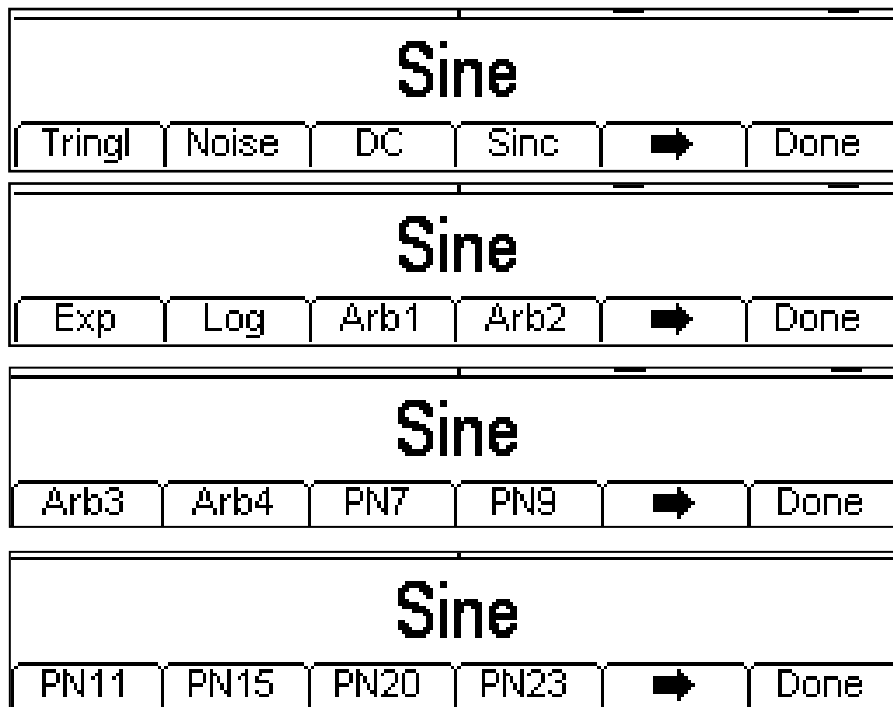 Sine
Tringl Noise DC Sinc ➡ Done
Sine
Exp Log Arb1 Arb2 ➡ Done
Sine
Arb3 Arb4 PN7 PN9 ➡ Done
Sine
PN11 PN15 PN20 PN23 ➡ Done